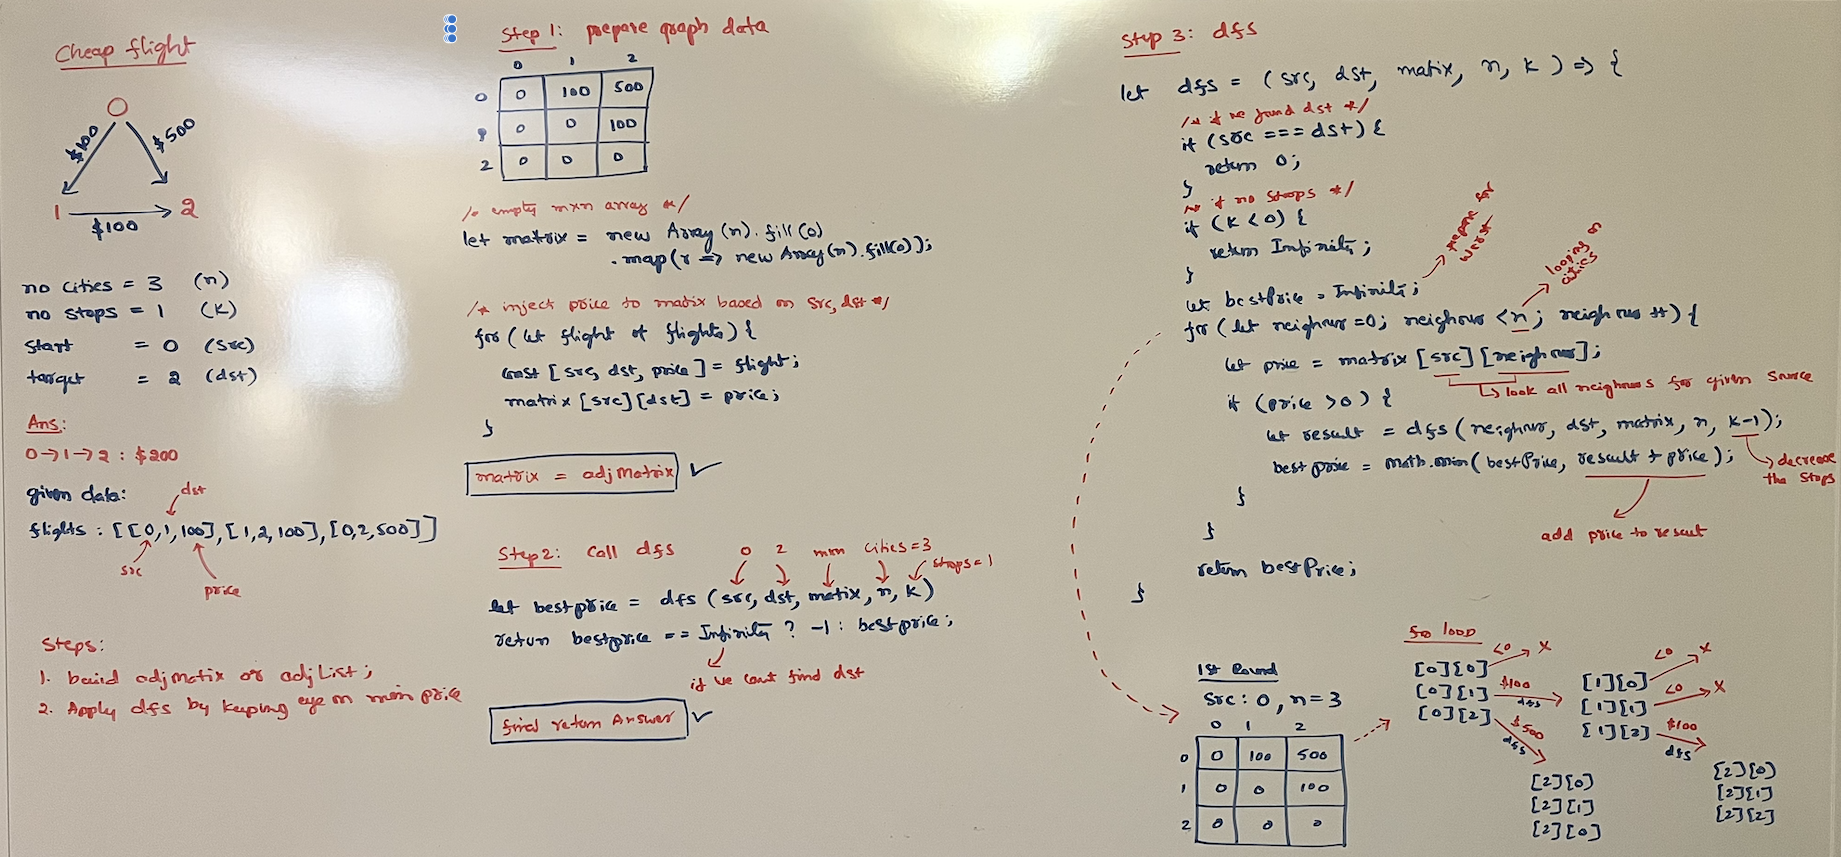 Cheap flight
0
$100
$500
1
2
$100
no cities = 3 (n)
no stops = 1 (K)
start = 0 (src)
target = 2 (dst)
Ans:
0→1→2 : $200
given data:
dst
flights : [[0,1,100],[1,2,100],[0,2,500]]
src
price
Steps:
1. build adjMatix or adjList;
2. Apply dfs by keeping eye on min price
Step 1: prepare graph data
0 1 2
0 0 100 500
1 0 0 100
2 0 0 0
/* empty mxn array */
let matrix = new Array(n).fill(0)
.map(r => new Array(n).fill(0));
/* inject price to matix based on src, dst */
for (let flight of flights) {
const [src, dst, price] = flight;
matrix [src][dst] = price;
}
matrix = adjMatrix ✓
Step 2: Call dfs
0 2 mxn cities=3
stops=1
let bestprice = dfs (src, dst, matix, n, k)
return bestprice == Infinity ? -1 : bestprice;
if we cant find dst
final return Answer ✓
Step 3: dfs
let dfs = (src, dst, matix, n, k) => {
/* if we found dst */
if (src === dst) {
return 0;
}
/* if no stops */
if (k < 0) {
return Infinity;
}
prepare for worst
looping on cities
let bestPrice = Infinity;
for (let neighour =0; neighour <n; neighour ++) {
let price = matrix [src][neighour];
look all neighours for given source
if (price >0) {
let result = dfs (neighour, dst, matrix, n, k-1);
best price = math.min(bestPrice, result + price);
decrease
the stops
}
add price to result
}
return bestPrice;
}
1st Round
src: 0, n=3
0 1 2
0 0 100 500
1 0 0 100
2 0 0 0
for loop
[0][0] <0 x
[0][1] $100 dfs
[0][2] $500 dfs
[1][0] <0 x
[1][1] <0 x
[1][2] $100 dfs
[2][0]
[2][1]
[2][0]
[2][0]
[2][1]
[2][2]